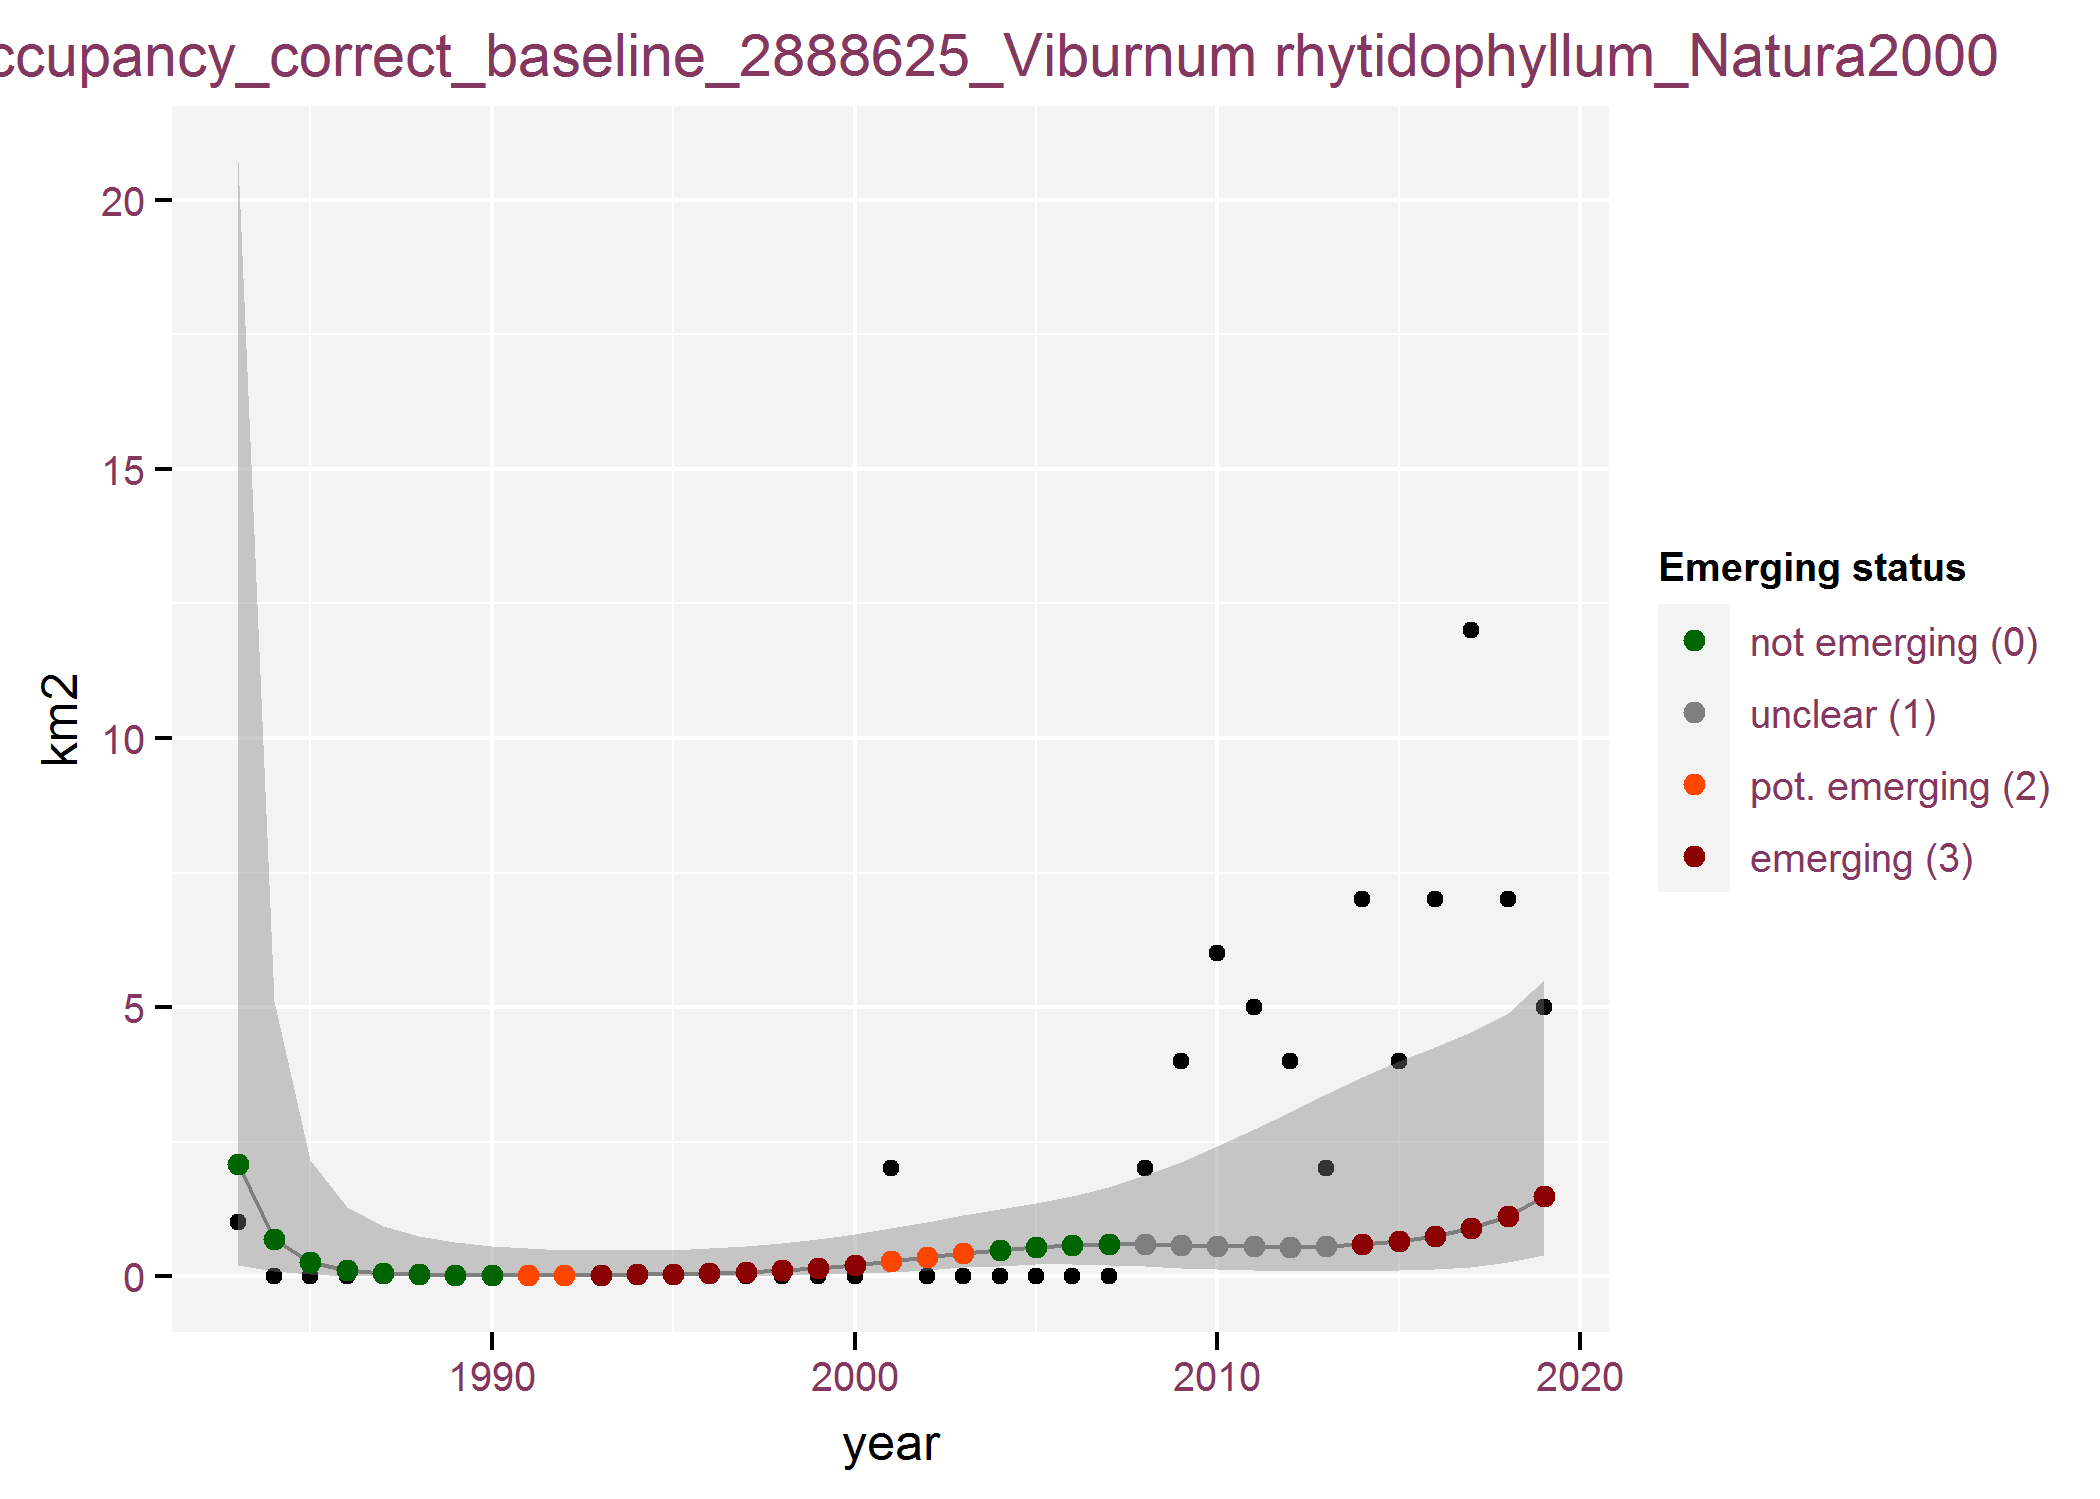 ccupancy_correct_baseline_2888625_Viburnum rhytidophyllum_Natura2000
20
15
10
5
0
km2
1990
2000
2010
2020
year
Emerging status
not emerging (0)
unclear (1)
pot. emerging (2)
emerging (3)